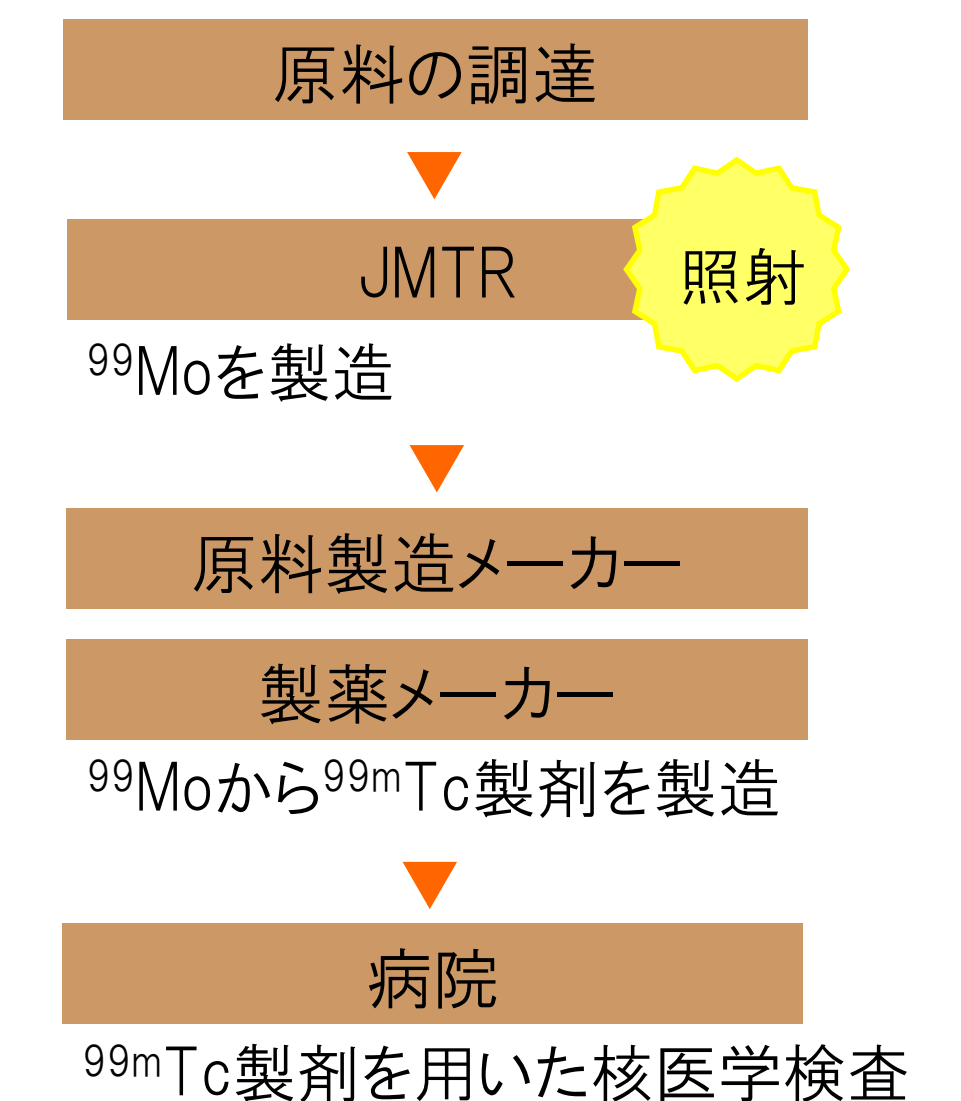 原料の調達
JMTR
照射
⁹⁹Moを製造
原料製造メーカー
製薬メーカー
⁹⁹Moから⁹⁹ᵐTc製剤を製造
病院
⁹⁹ᵐTc製剤を用いた核医学検査